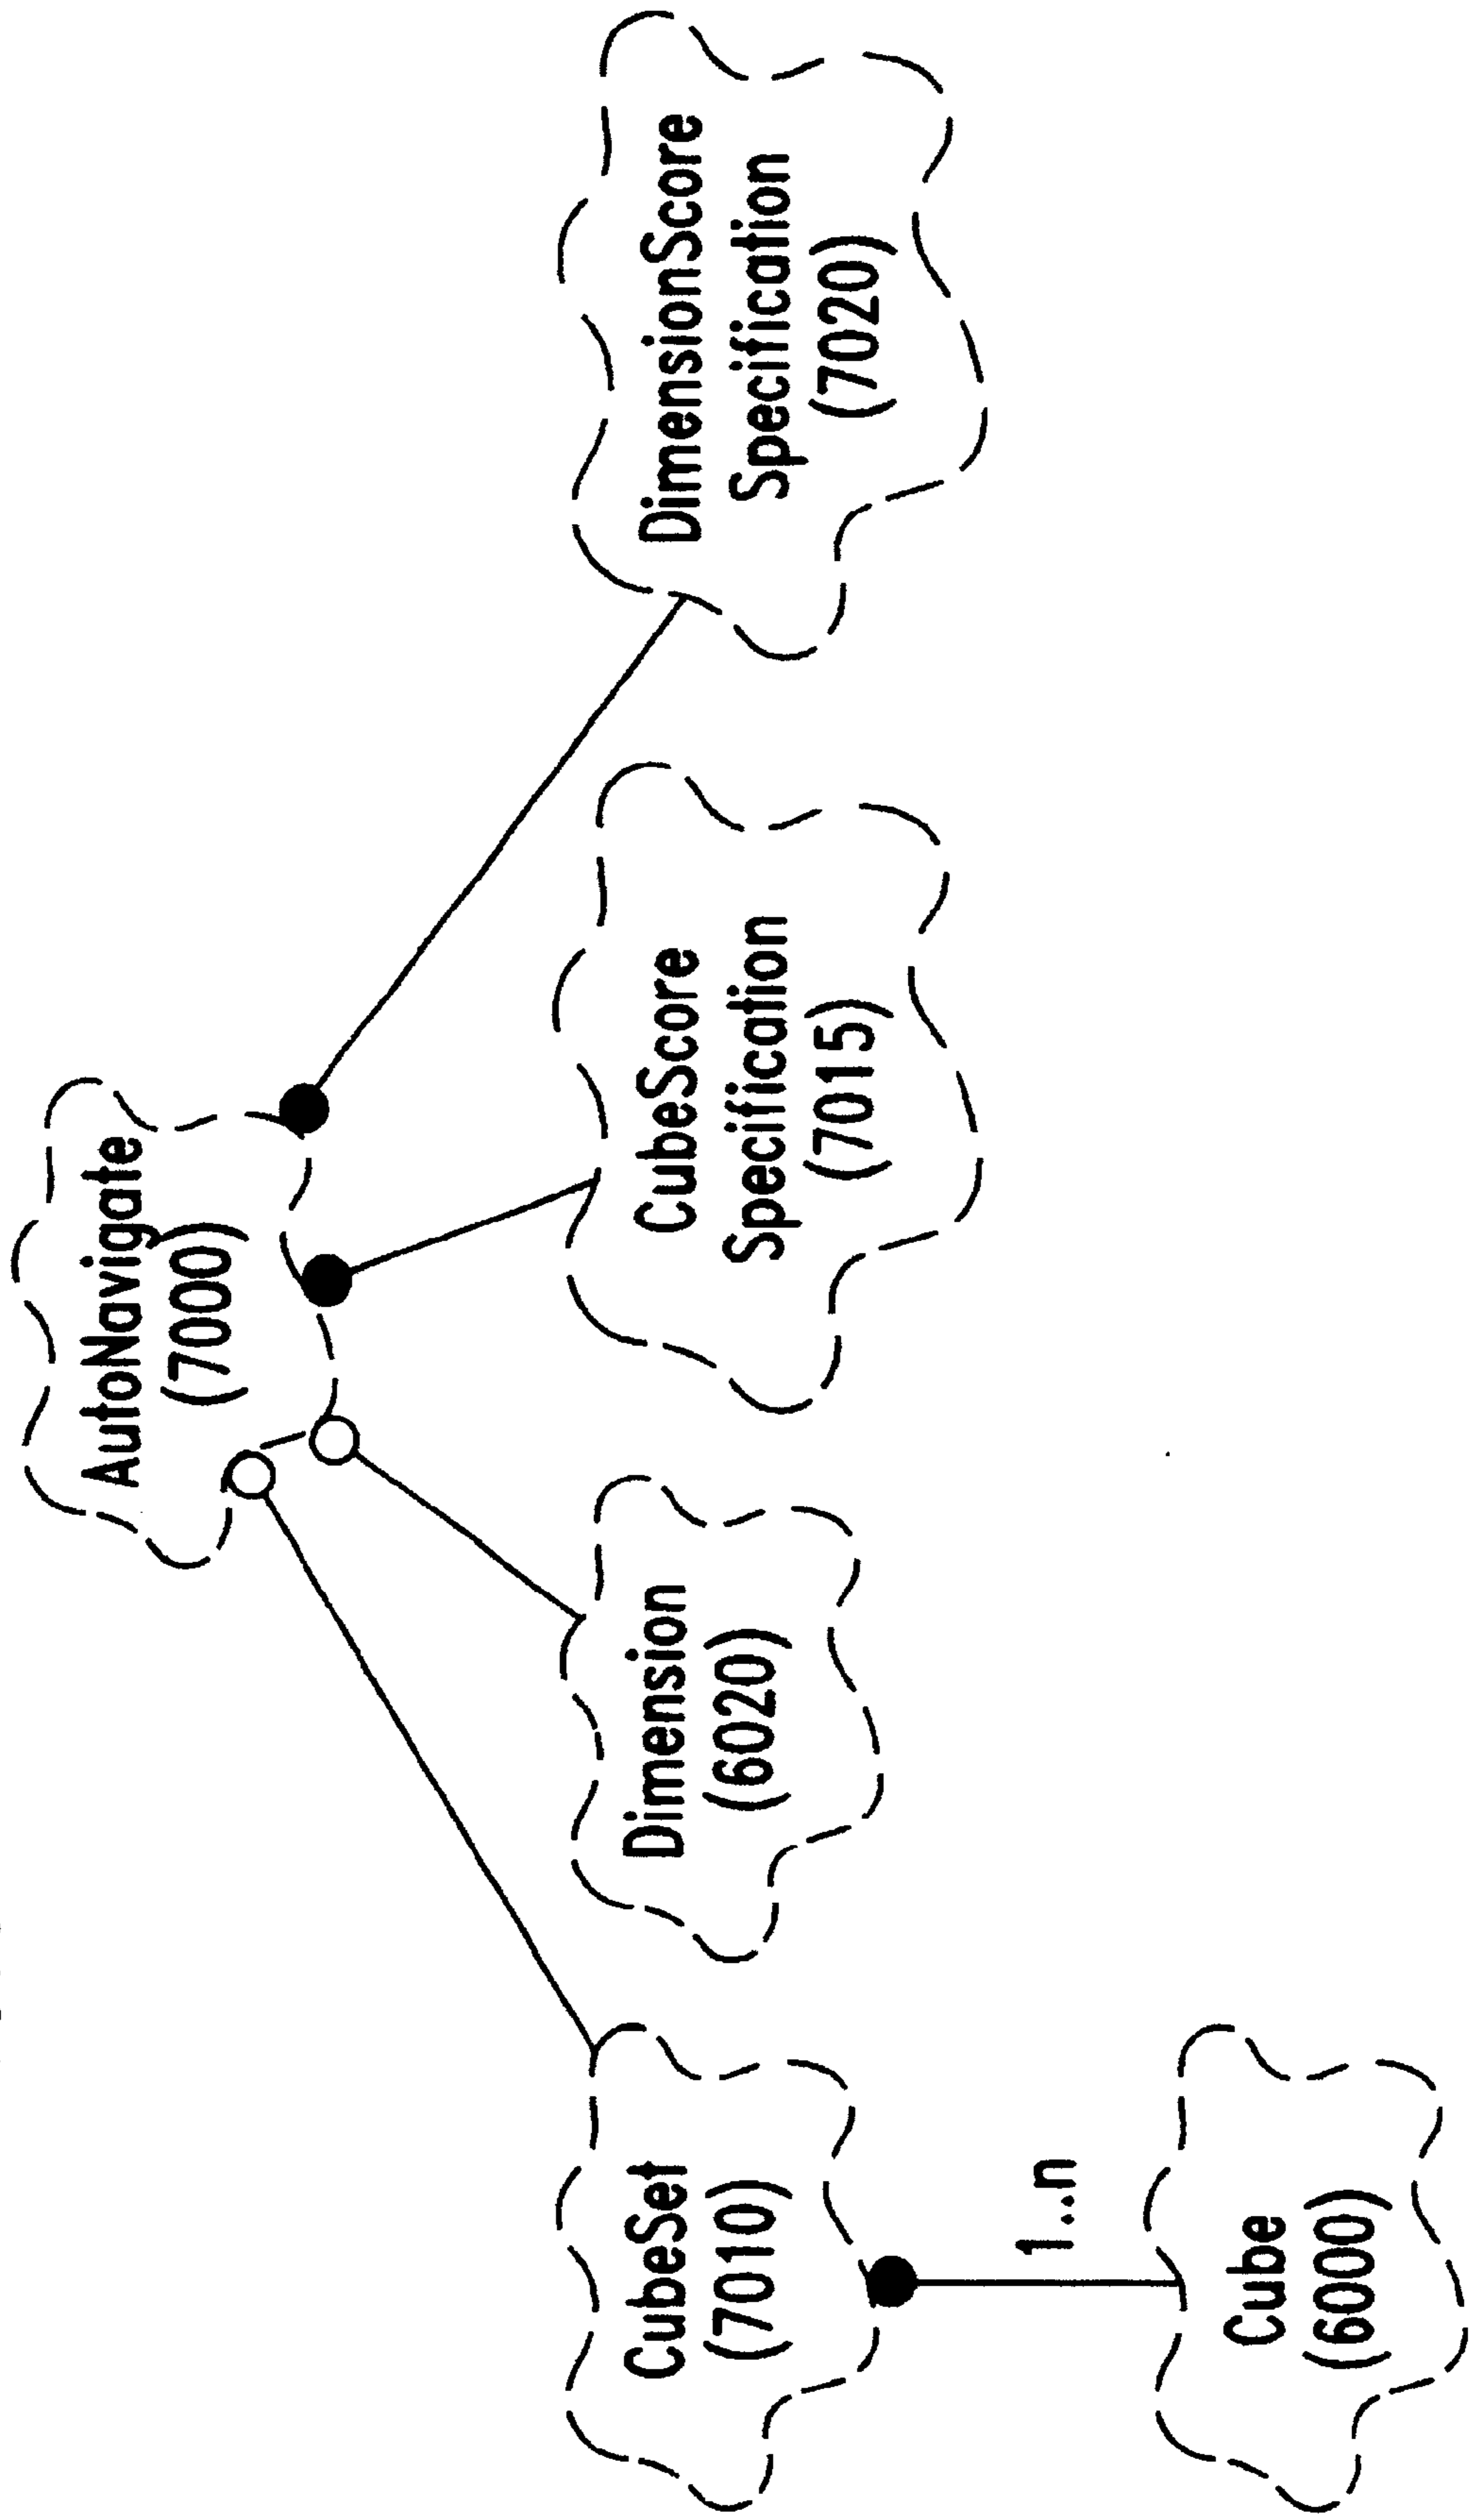 AutoNavigate
(7000)
CubeSet
(7010)
Dimension
(6020)
CubeScore
Specification
(7015)
DimensionScore
Specification
(7020)
1..n
Cube
(6000)